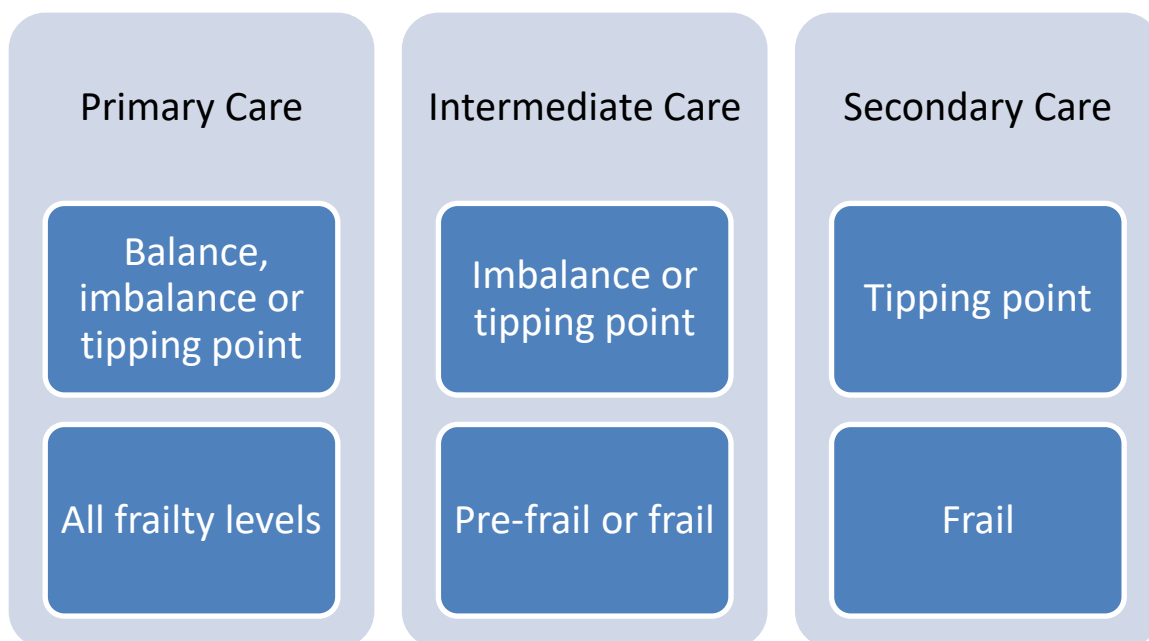 Primary Care
Balance,
imbalance or
tipping point
All frailty levels
Intermediate Care
Imbalance or
tipping point
Pre-frail or frail
Secondary Care
Tipping point
Frail